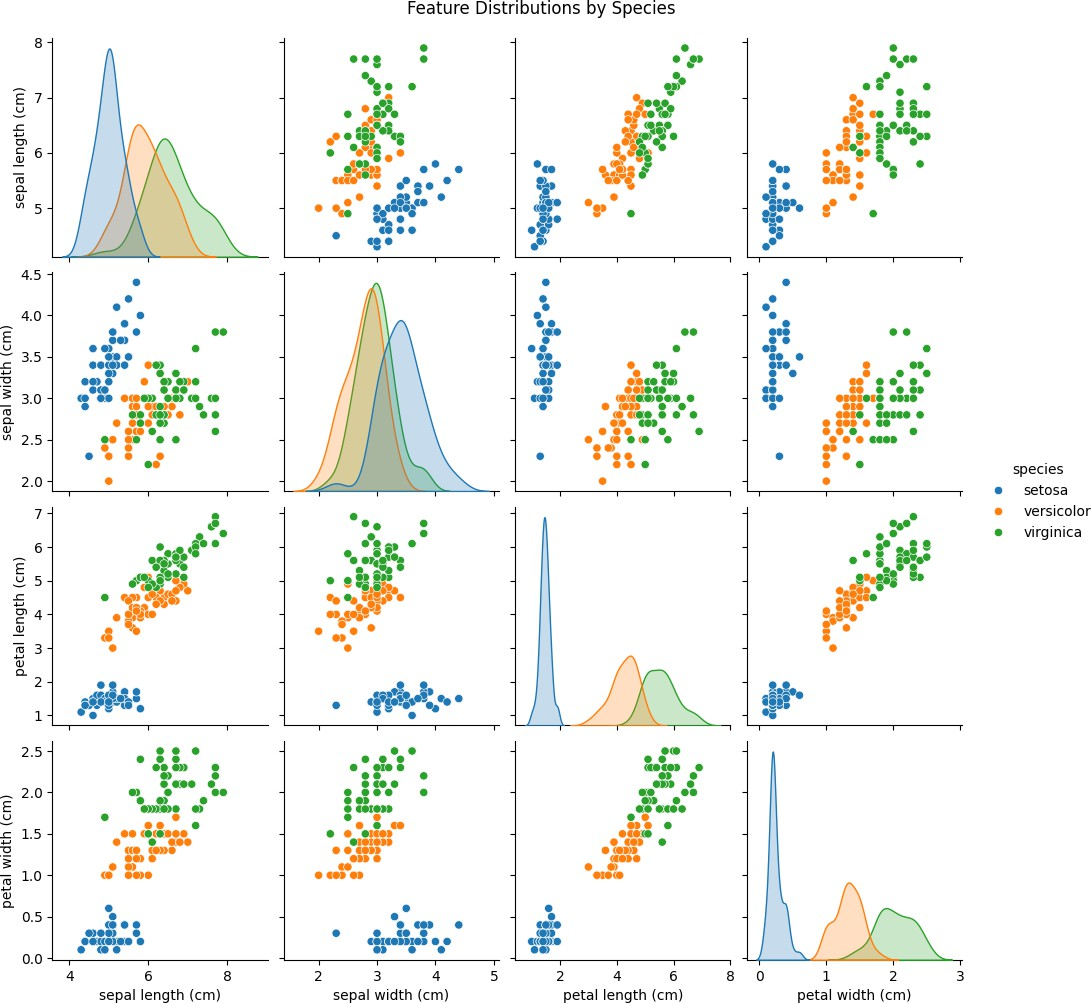 Feature Distributions by Species
8
7
6
5
sepal length (cm)
4.5
4.0
3.5
3.0
2.5
2.0
sepal width (cm)
species
setosa
versicolor
virginica
7
6
5
4
3
2
1
petal length (cm)
2.5
2.0
1.5
1.0
0.5
0.0
petal width (cm)
4 6 8 2 3 4 5 2 4 6 8 0 1 2 3
sepal length (cm) sepal width (cm) petal length (cm) petal width (cm)